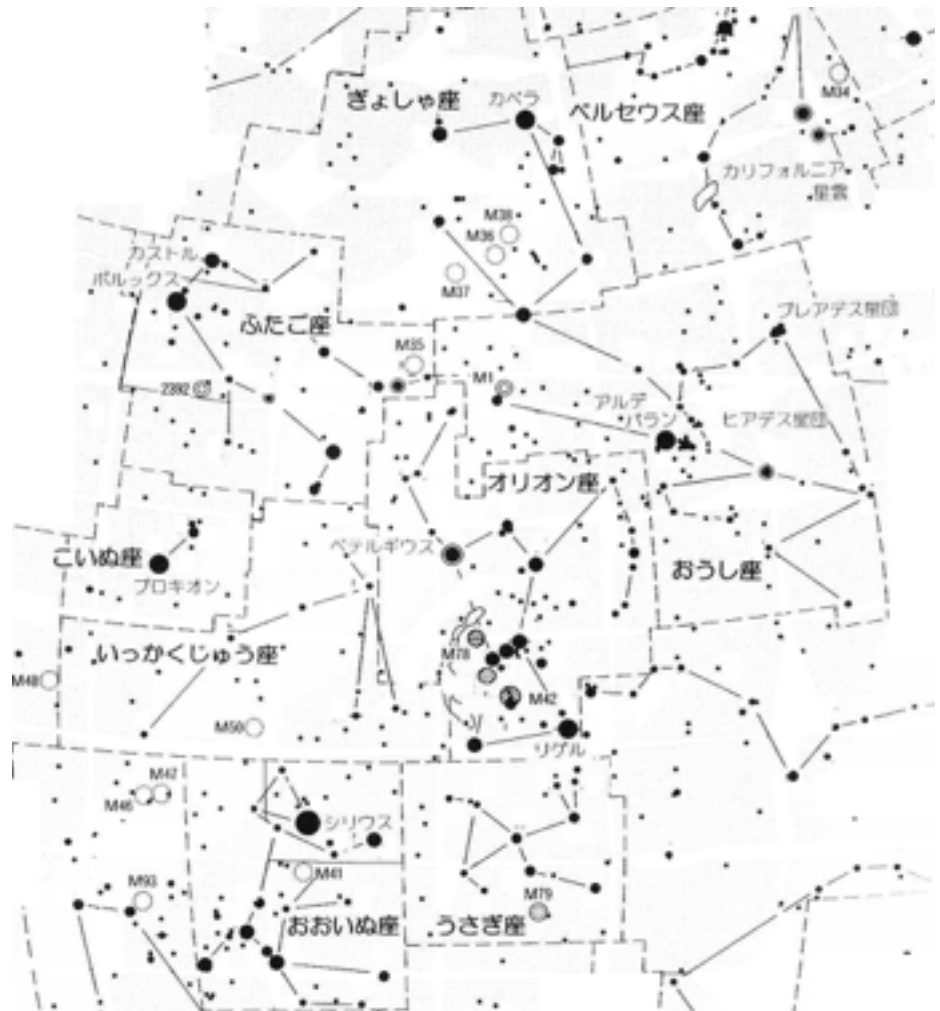 ぎょしゃ座
カペラ
ペルセウス座
M34
カリフォルニア
星雲
M38
M36
M37
カストル
ポルックス
ふたご座
プレアデス星団
M35
2392
M1
アルデ
バラン
ヒアデス星団
オリオン座
こいぬ座
プロキオン
ベテルギウス
おうし座
いっかくじゅう座
M78
M48
M42
M50
リゲル
M47
M46
シリウス
M41
M93
M79
おおいぬ座
うさぎ座